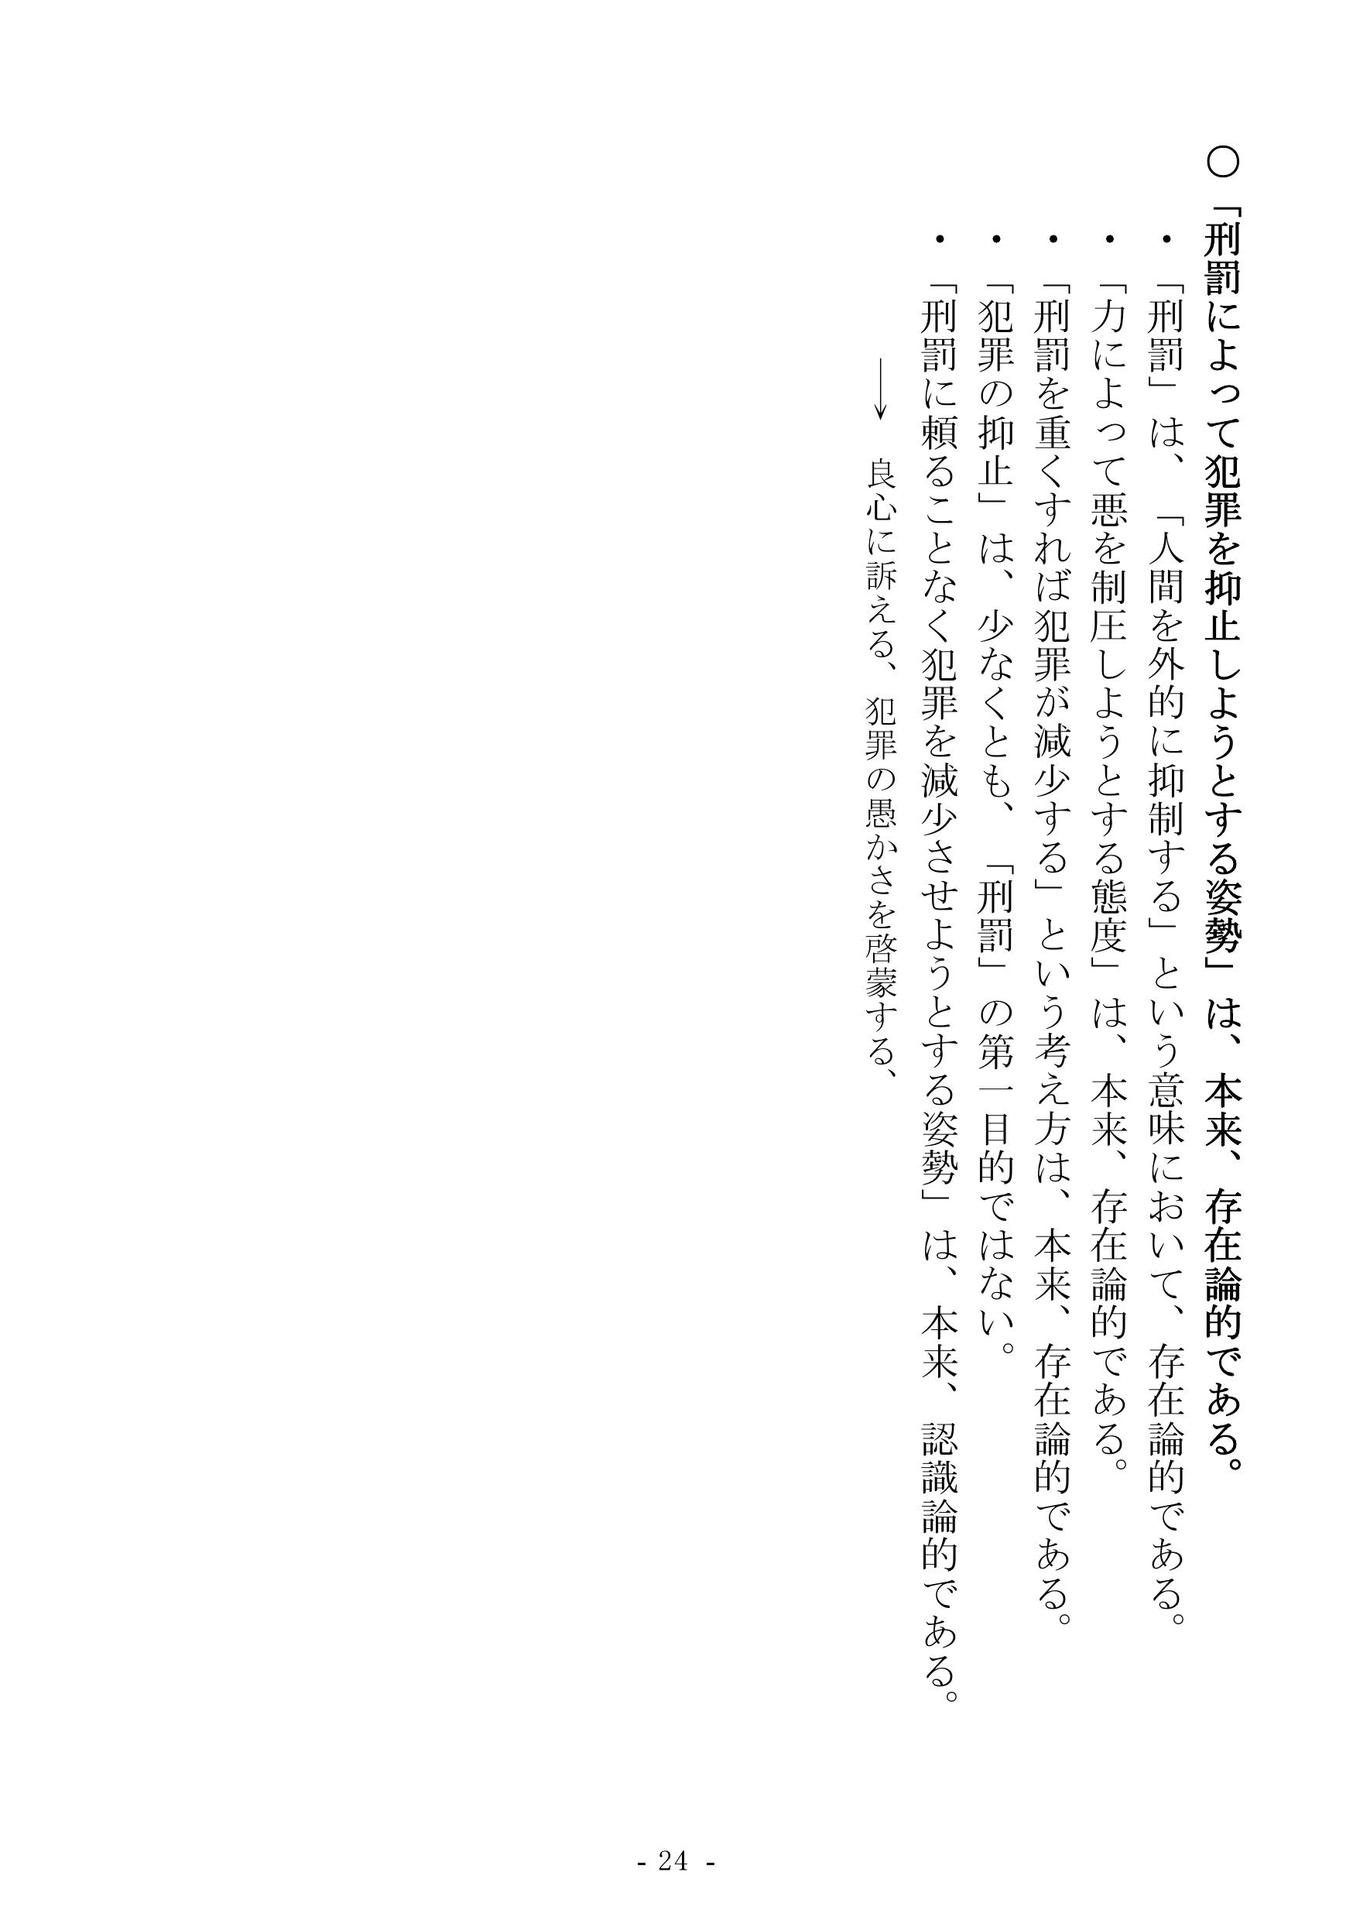 〇「刑罰によって犯罪を抑止しようとする姿勢」は、本来、存在論的である。
・「刑罰」は、「人間を外的に抑制する」という意味において、存在論的である。
・「力によって悪を制圧しようとする態度」は、本来、存在論的である。
・「刑罰を重くすれば犯罪が減少する」という考え方は、本来、存在論的である。
・「犯罪の抑止」は、少なくとも、「刑罰」の第一目的ではない。
・「刑罰に頼ることなく犯罪を減少させようとする姿勢」は、本来、認識論的である。
→ 良心に訴える、犯罪の愚かさを啓蒙する、
- 24 -